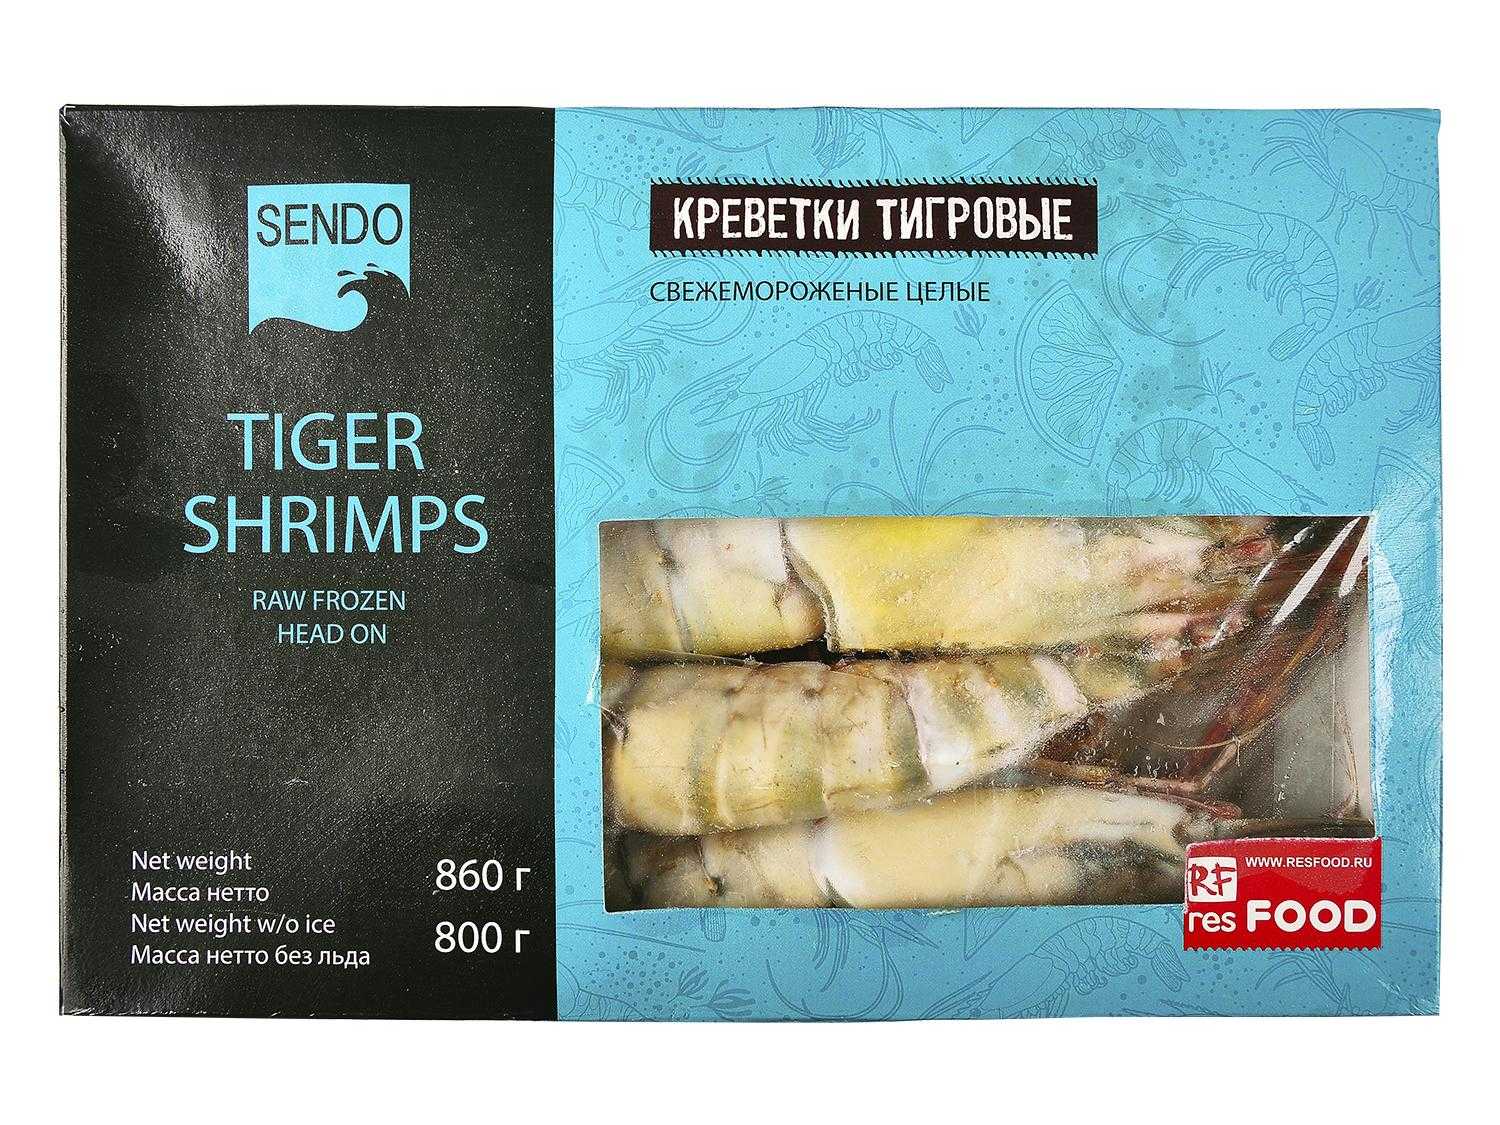 SENDO
TIGER
SHRIMPS
RAW FROZEN
HEAD ON
Net weight
Масса нетто
860 г
Net weight w/o ice
Масса нетто без льда
800 г
КРЕВЕТКИ ТИГРОВЫЕ
СВЕЖЕМОРОЖЕНЫЕ ЦЕЛЫЕ
RF
WWW.RESFOOD.RU
res FOOD